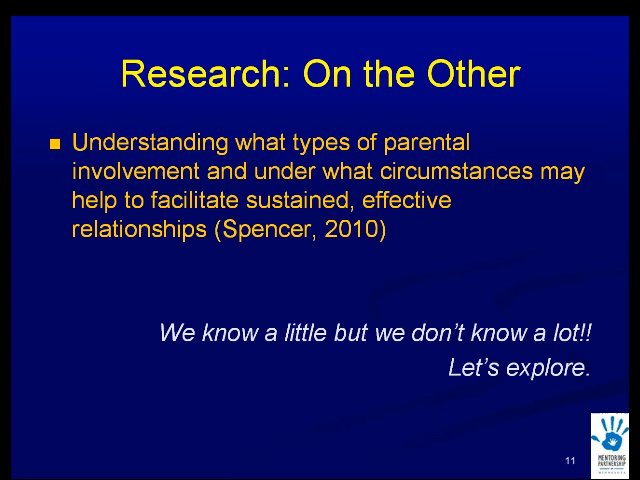 Research: On the Other
Understanding what types of parental
involvement and under what circumstances may
help to facilitate sustained, effective
relationships (Spencer, 2010)
We know a little but we don't know a lot!!
Let's explore.
11
MENTORING
PARTNERSHIP
MINNESOTA